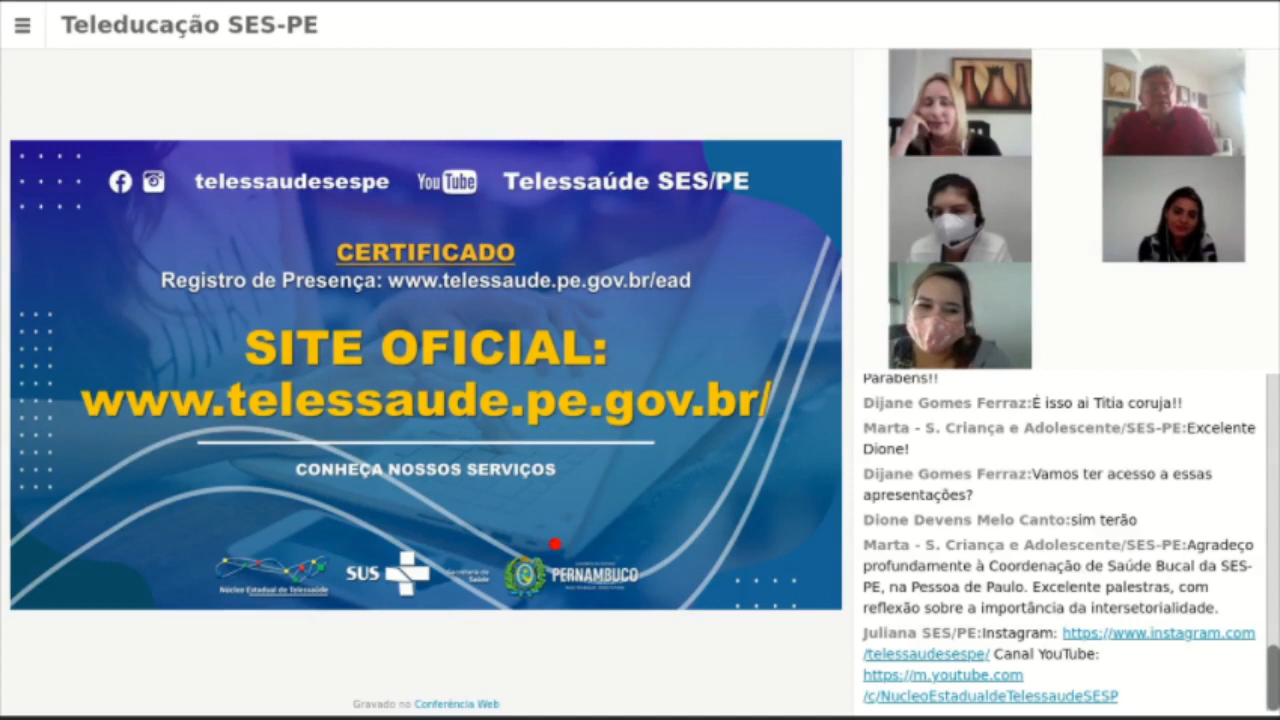 Teleducação SES-PE
telessaudesespe You Tube Telessaúde SES/PE
CERTIFICADO
Registro de Presença: www.telessaude.pe.gov.br/ead
SITE OFICIAL:
www.telessaude.pe.gov.br/
CONHEÇA NOSSOS SERVIÇOS
Núcleo Estadual de Telessaúde
SUS
Secretaria de
Saúde
PERNAMBUCO
Gravado no Conferência Web
Parabéns!!
Dijane Gomes Ferraz:É isso ai Titia coruja!!
Marta - S. Criança e Adolescente/SES-PE:Excelente
Dione!
Dijane Gomes Ferraz:Vamos ter acesso a essas
apresentações?
Dione Devens Melo Canto:sim terão
Marta - S. Criança e Adolescente/SES-PE:Agradeço
profundamente à Coordenação de Saúde Bucal da SES-
PE, na Pessoa de Paulo. Excelente palestras, com
reflexão sobre a importância da intersetorialidade.
Juliana SES/PE:Instagram: https://www.instagram.com
/telessaudesespe/ Canal YouTube:
https://m.youtube.com
/c/NucleoEstadualdeTelessaudeSESP